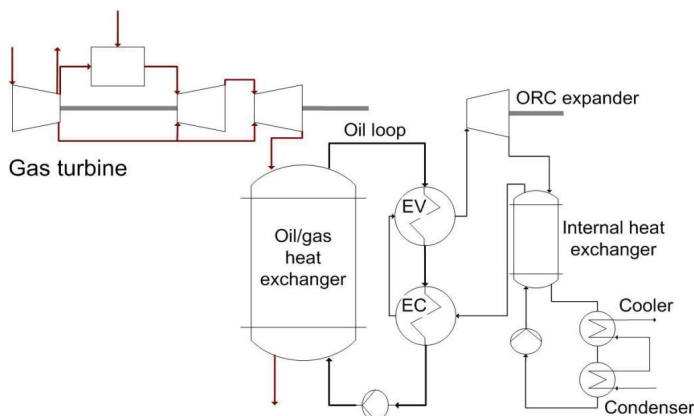 ORC expander
Oil loop
Gas turbine
EV
Oil/gas
heat
exchanger
Internal heat
exchanger
EC
Cooler
Condenser